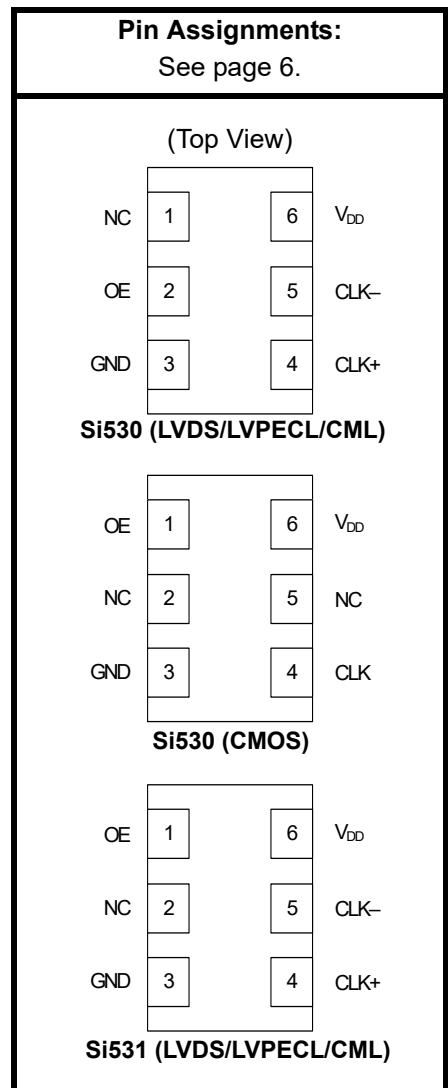 Pin Assignments:
See page 6.
(Top View)
NC 1 6 VDD
OE 2 5 CLK–
GND 3 4 CLK+
Si530 (LVDS/LVPECL/CML)
OE 1 6 VDD
NC 2 5 NC
GND 3 4 CLK
Si530 (CMOS)
OE 1 6 VDD
NC 2 5 CLK–
GND 3 4 CLK+
Si531 (LVDS/LVPECL/CML)